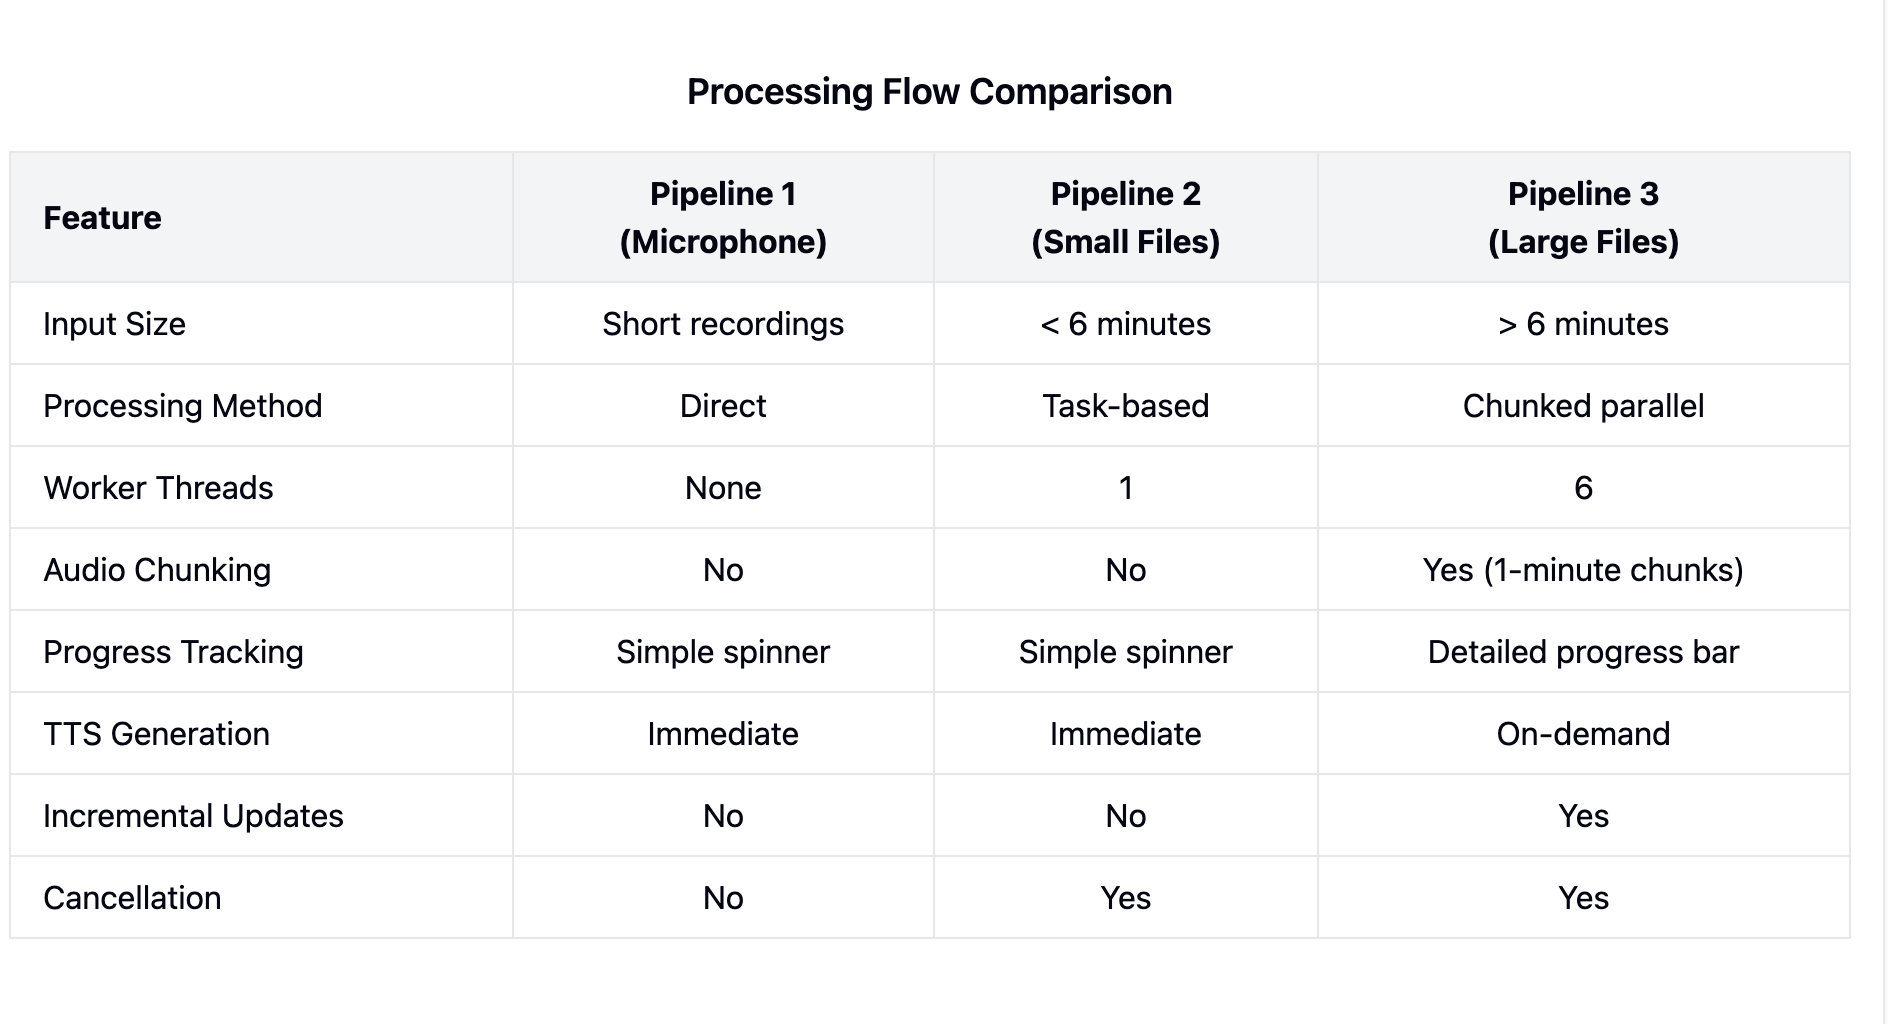 Processing Flow Comparison
Feature
Pipeline 1
(Microphone)
Pipeline 2
(Small Files)
Pipeline 3
(Large Files)
Input Size Short recordings < 6 minutes > 6 minutes
Processing Method Direct Task-based Chunked parallel
Worker Threads None 1 6
Audio Chunking No No Yes (1-minute chunks)
Progress Tracking Simple spinner Simple spinner Detailed progress bar
TTS Generation Immediate Immediate On-demand
Incremental Updates No No Yes
Cancellation No Yes Yes